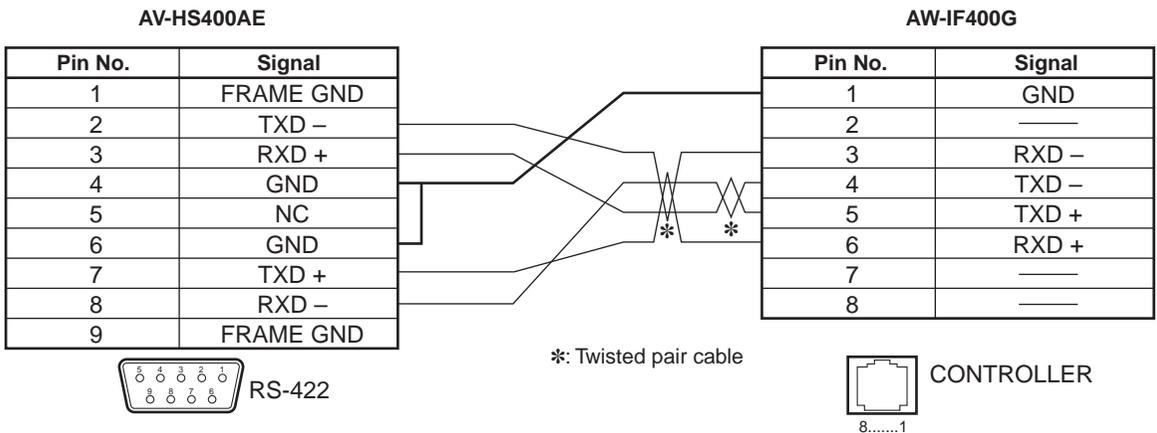 AV-HS400AE
AW-IF400G
Pin No. Signal
1 FRAME GND
2 TXD –
3 RXD +
4 GND
5 NC
6 GND
7 TXD +
8 RXD –
9 FRAME GND
Pin No. Signal
1 GND
2 ——
3 RXD –
4 TXD –
5 TXD +
6 RXD +
7 ——
8 ——
* *
*: Twisted pair cable
5 4 3 2 1
9 8 7 6
RS-422
CONTROLLER
8.......1